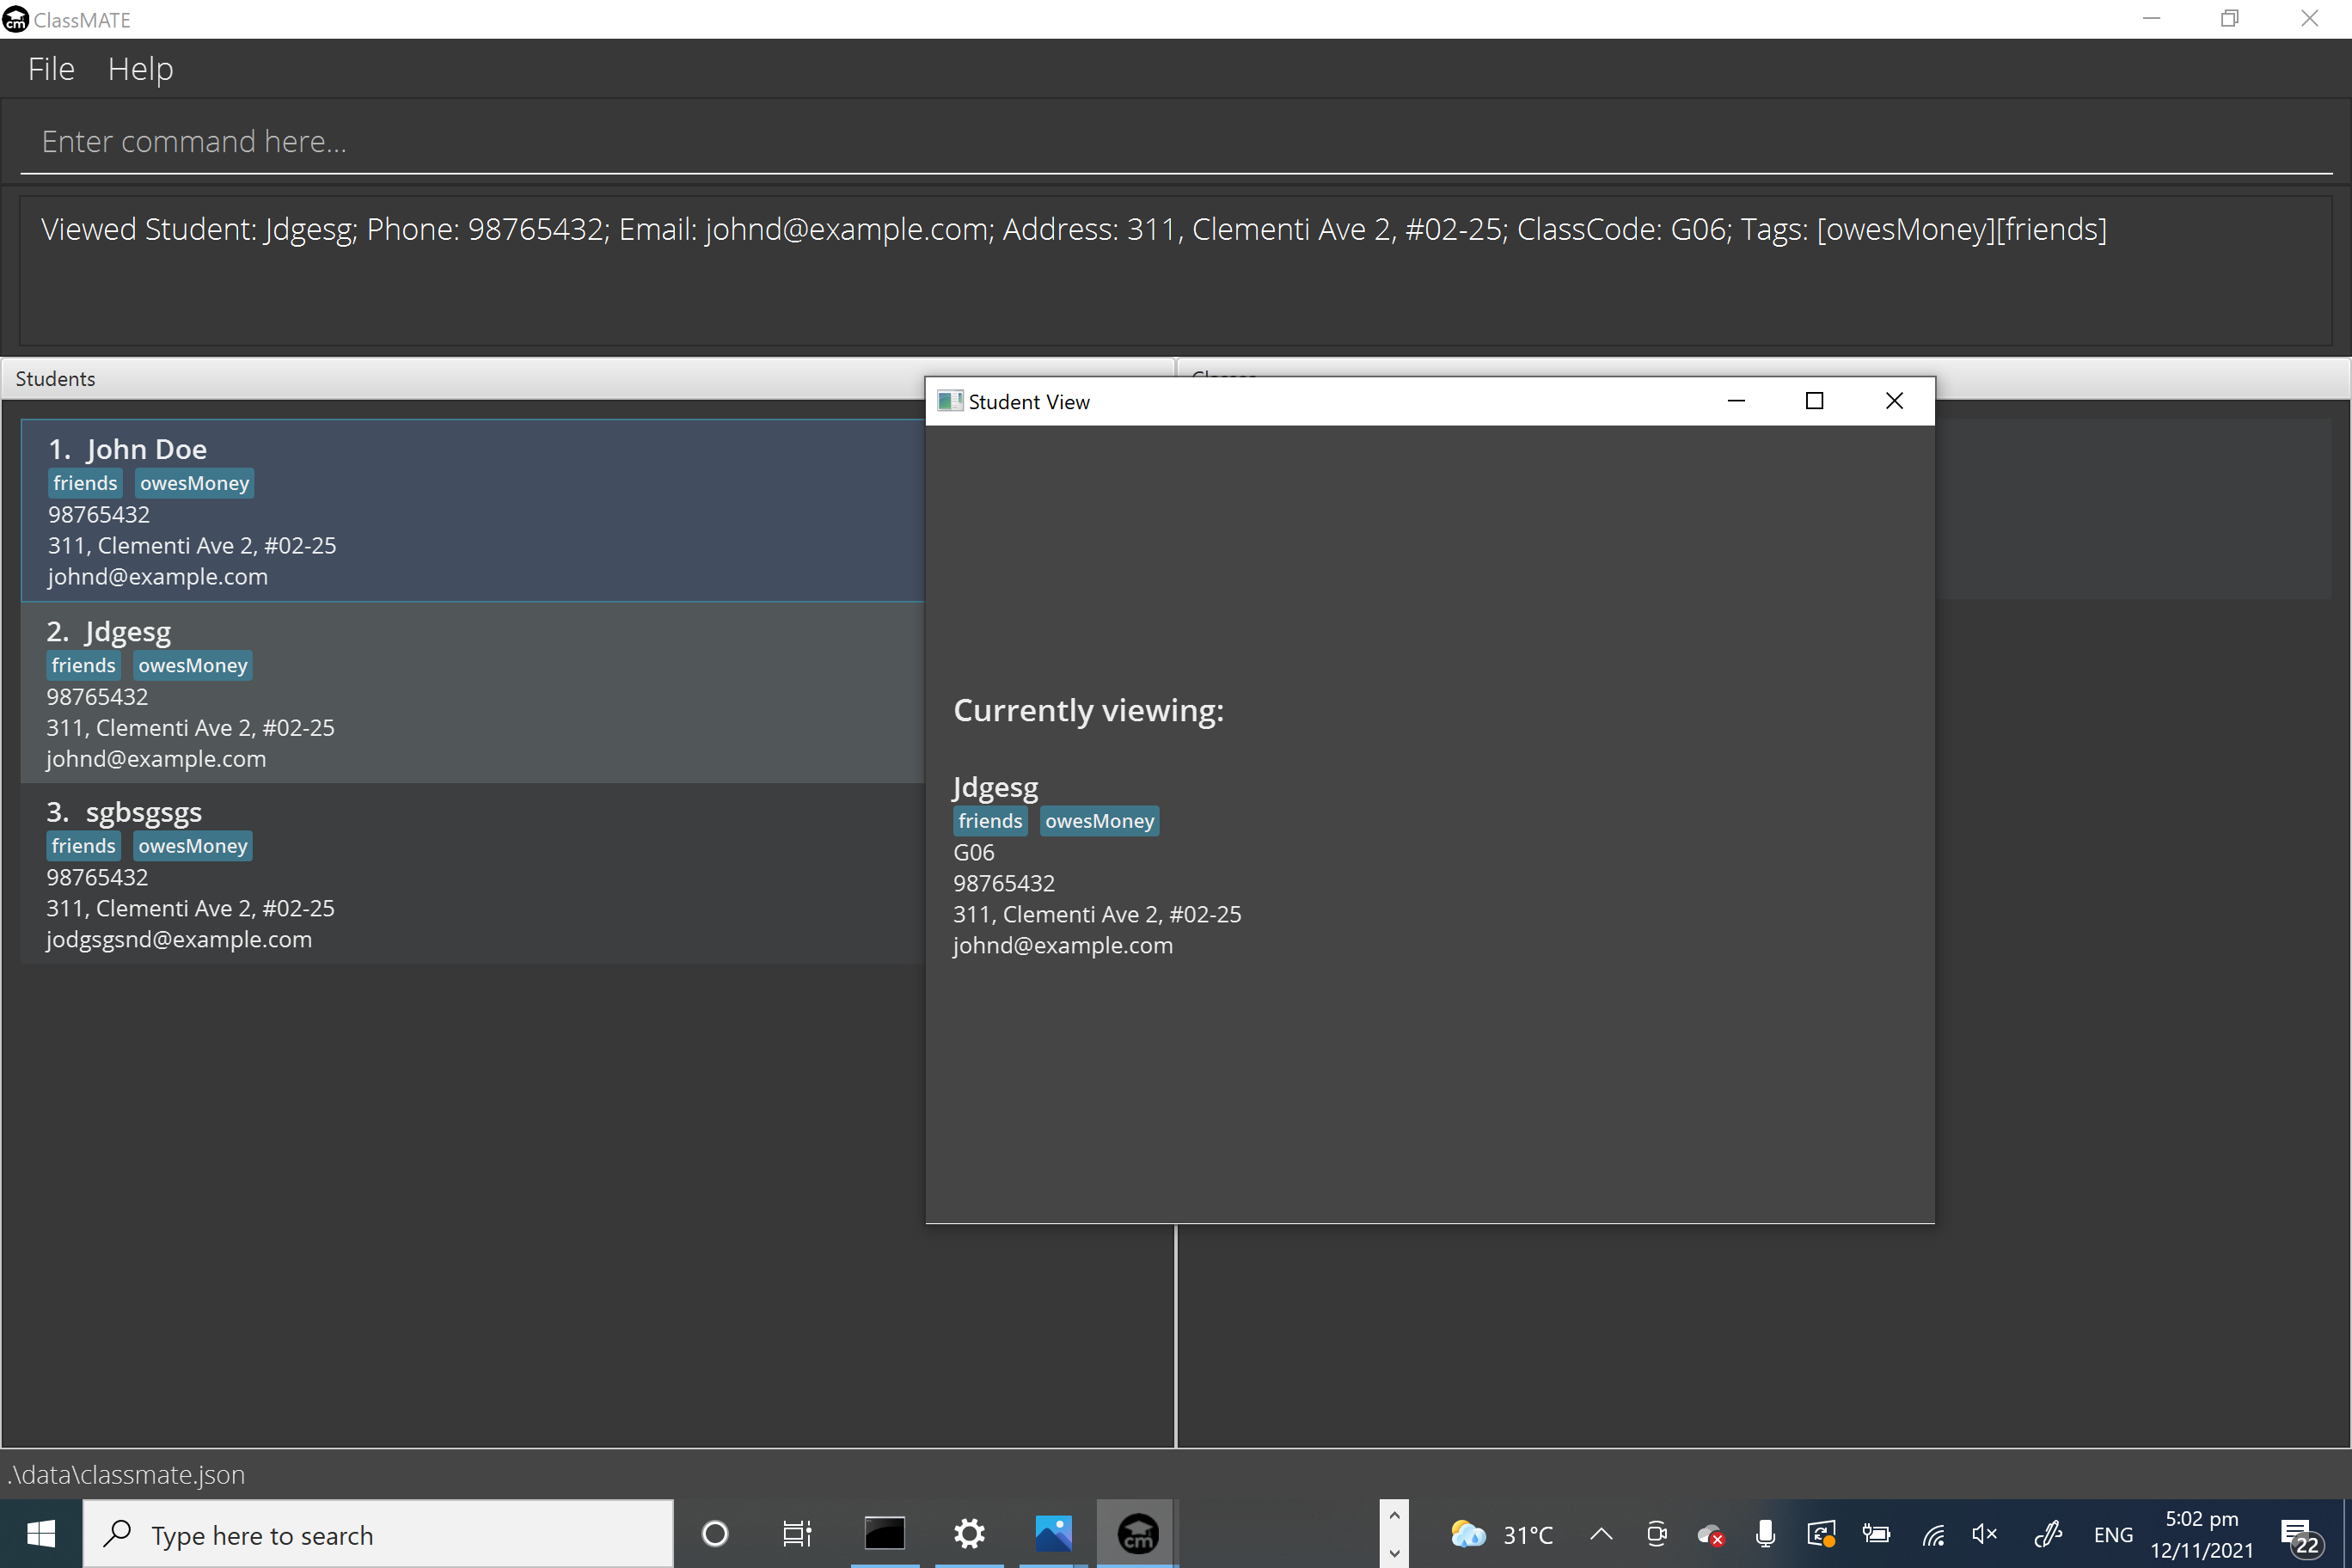 ClassMATE
File Help
Enter command here...
Viewed Student: Jdgesg; Phone: 98765432; Email: johnd@example.com; Address: 311, Clementi Ave 2, #02-25; ClassCode: G06; Tags: [owesMoney][friends]
Students
1. John Doe
friends owesMoney
98765432
311, Clementi Ave 2, #02-25
johnd@example.com
2. Jdgesg
friends owesMoney
98765432
311, Clementi Ave 2, #02-25
johnd@example.com
3. sgbsgsgs
friends owesMoney
98765432
311, Clementi Ave 2, #02-25
jodgsgsnd@example.com
Classes
Student View
Currently viewing:
Jdgesg
friends owesMoney
G06
98765432
311, Clementi Ave 2, #02-25
johnd@example.com
.\data\classmate.json
Type here to search
cm
31°C
ENG
5:02 pm
12/11/2021
22